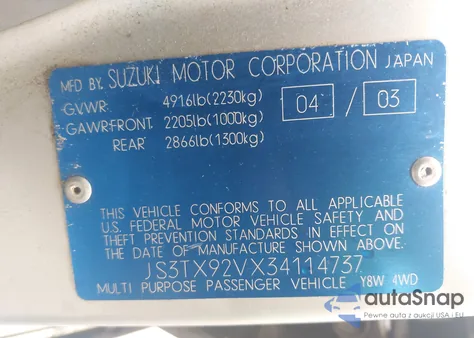 MFD BY SUZUKI MOTOR CORPORATION JAPAN
G.V.W.R. 4916lb(2230kg) 04 / 03
GAWR:FRONT 2205lb(1000kg)
REAR 2866lb(1300kg)
THIS VEHICLE CONFORMS TO ALL APPLICABLE
U.S. FEDERAL MOTOR VEHICLE SAFETY AND
THEFT PREVENTION STANDARDS IN EFFECT ON
THE DATE OF MANUFACTURE SHOWN ABOVE.
JS3TX92VX34114737
MULTI PURPOSE PASSENGER VEHICLE Y8W 4WD
autoSnap
Pewne auta z aukcji USA i EU